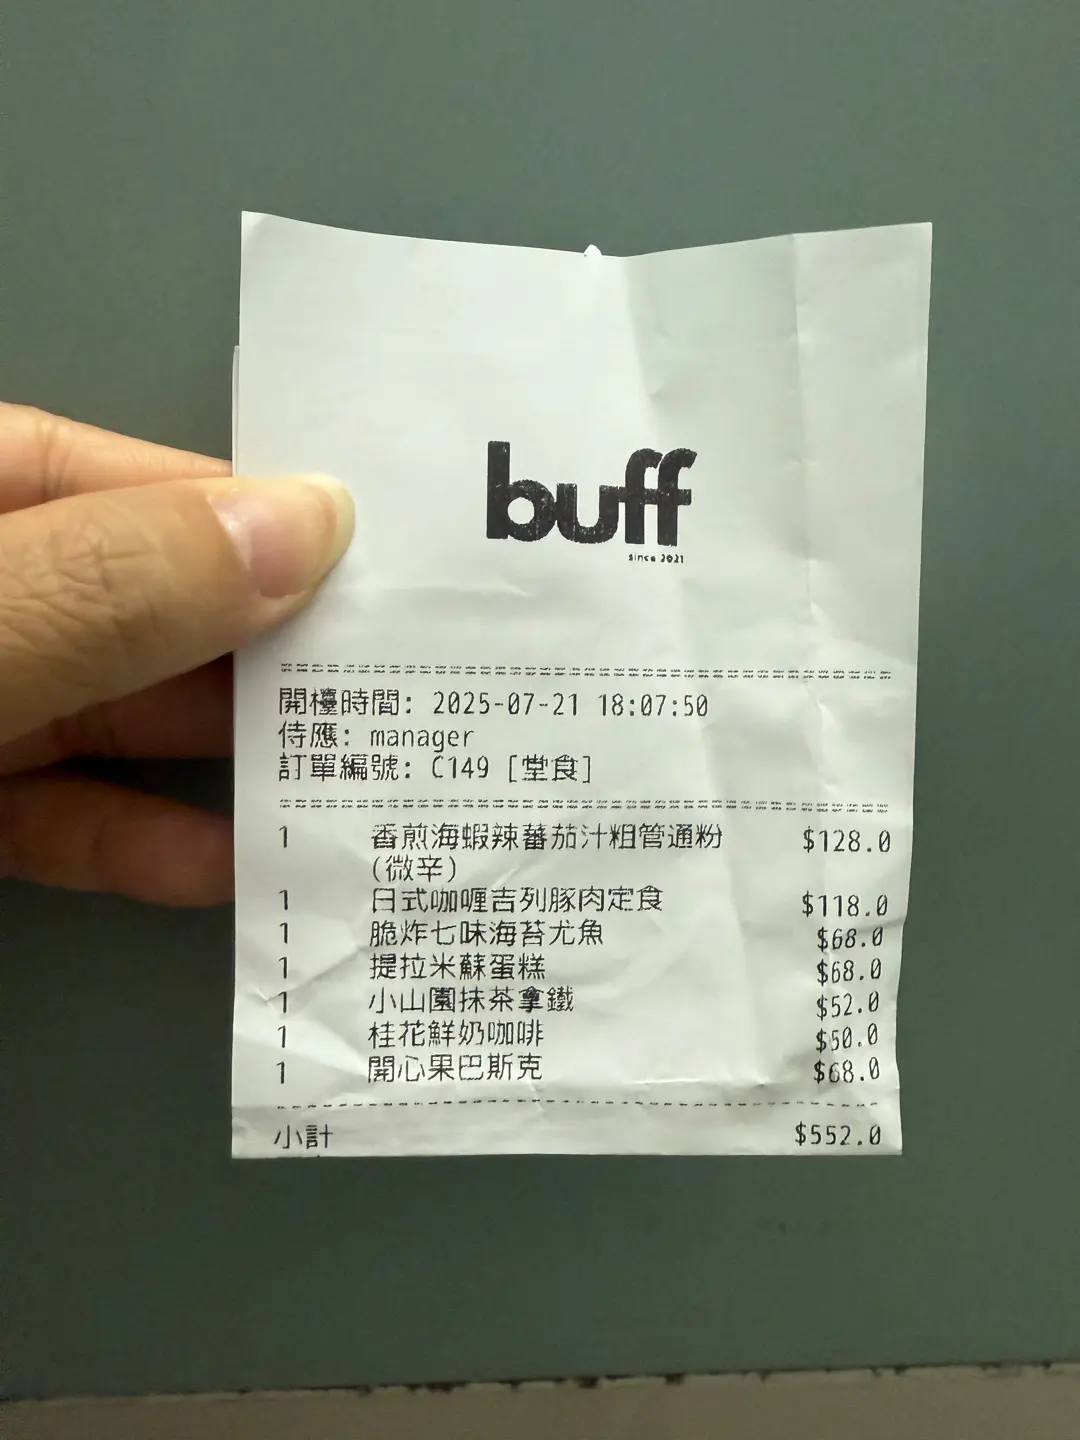 buff
since 2021
開檯時間: 2025-07-21 18:07:50
侍應: manager
訂單編號: C149 [堂食]
1 香煎海蝦辣蕃茄汁粗管通粉 $128.0
(微辛)
1 日式咖喱吉列豚肉定食 $118.0
1 脆炸七味海苔尤魚 $68.0
1 提拉米蘇蛋糕 $68.0
1 小山園抹茶拿鐵 $52.0
1 桂花鮮奶咖啡 $50.0
1 開心果巴斯克 $68.0
小計 $552.0